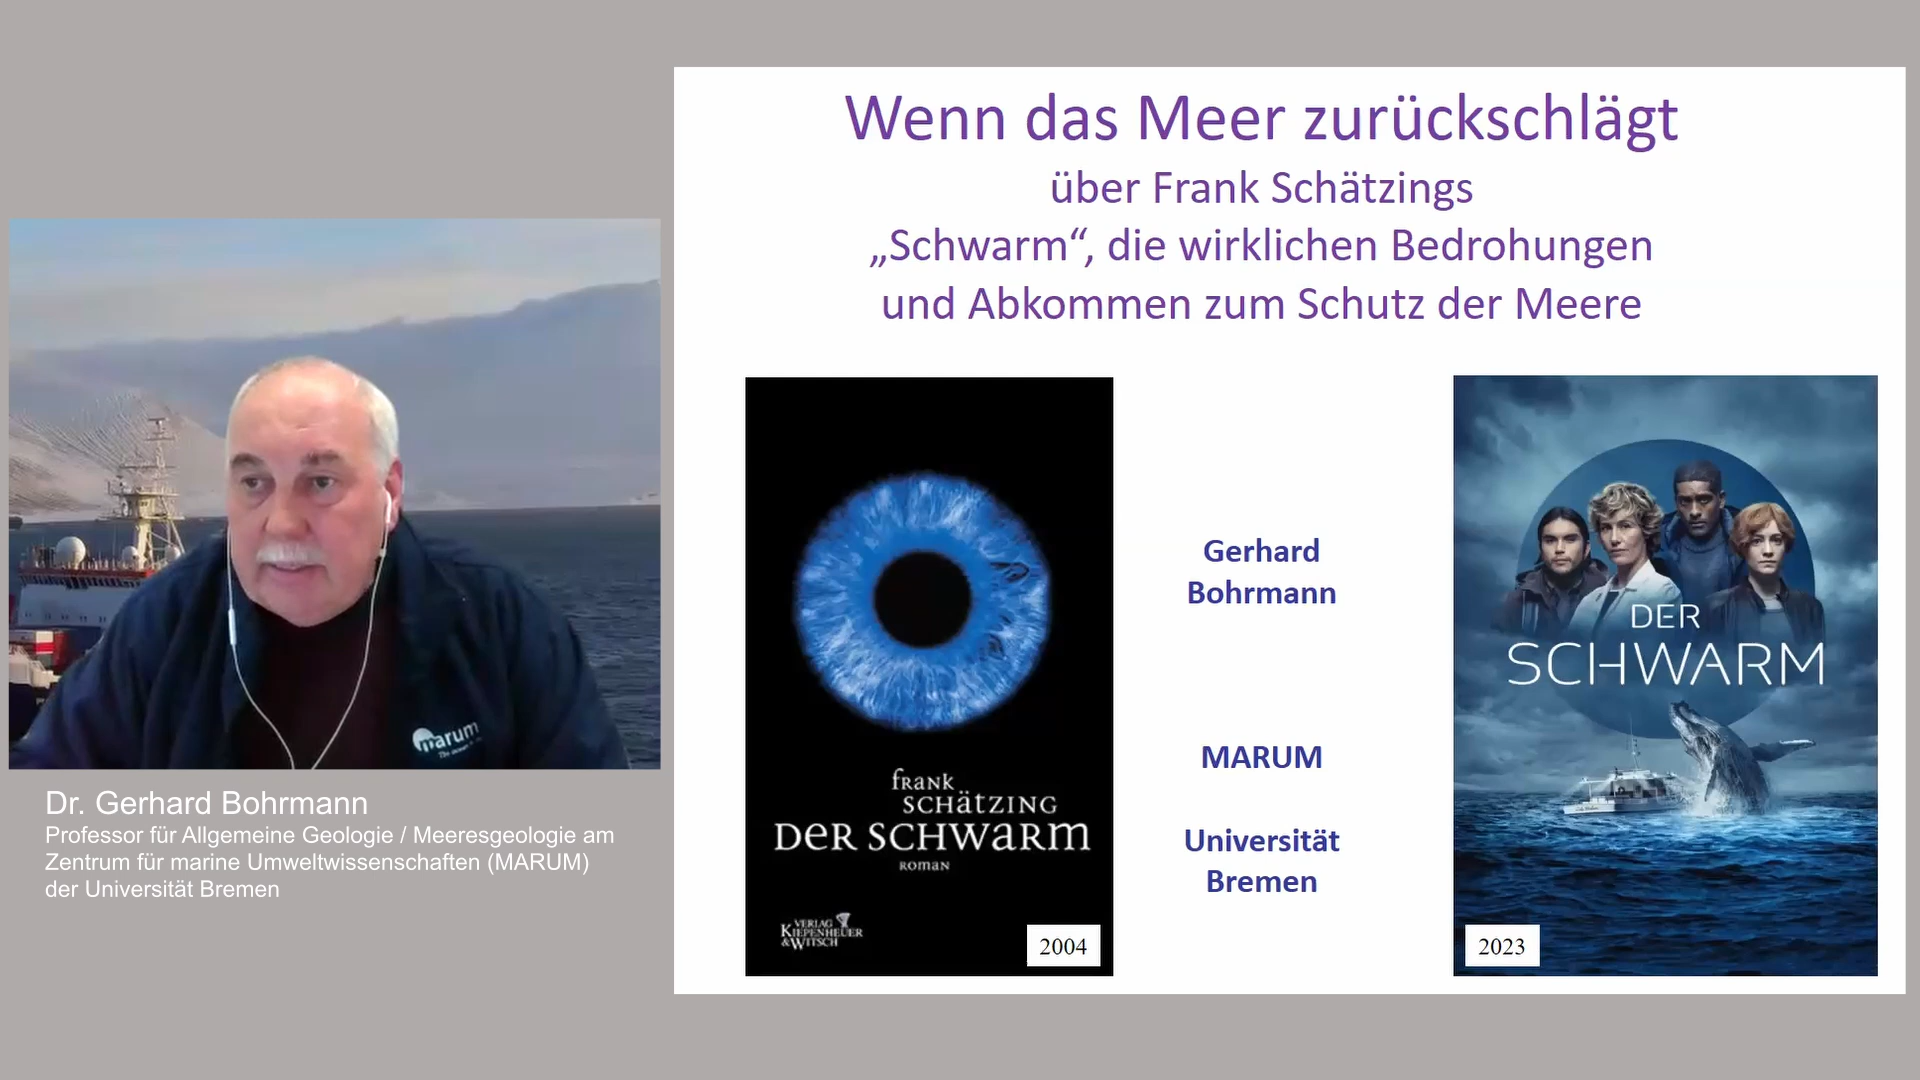 Wenn das Meer zurückschlägt
über Frank Schätzings
„Schwarm“, die wirklichen Bedrohungen
und Abkommen zum Schutz der Meere
frank
SCHÄTZING
DER SCHWARM
ROMAN
VERLAG
KIEPENHEUER
&WITSCH
2004
Gerhard
Bohrmann
MARUM
Universität
Bremen
DER
SCHWARM
2023
marum
Dr. Gerhard Bohrmann
Professor für Allgemeine Geologie / Meeresgeologie am
Zentrum für marine Umweltwissenschaften (MARUM)
der Universität Bremen